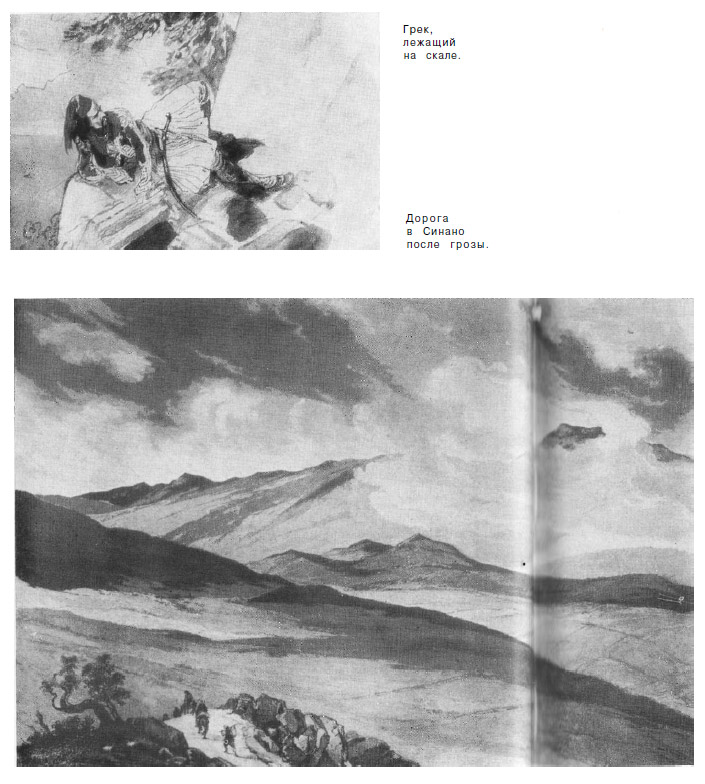 Грек,
лежащий
на скале.
Дорога
в Синано
после грозы.